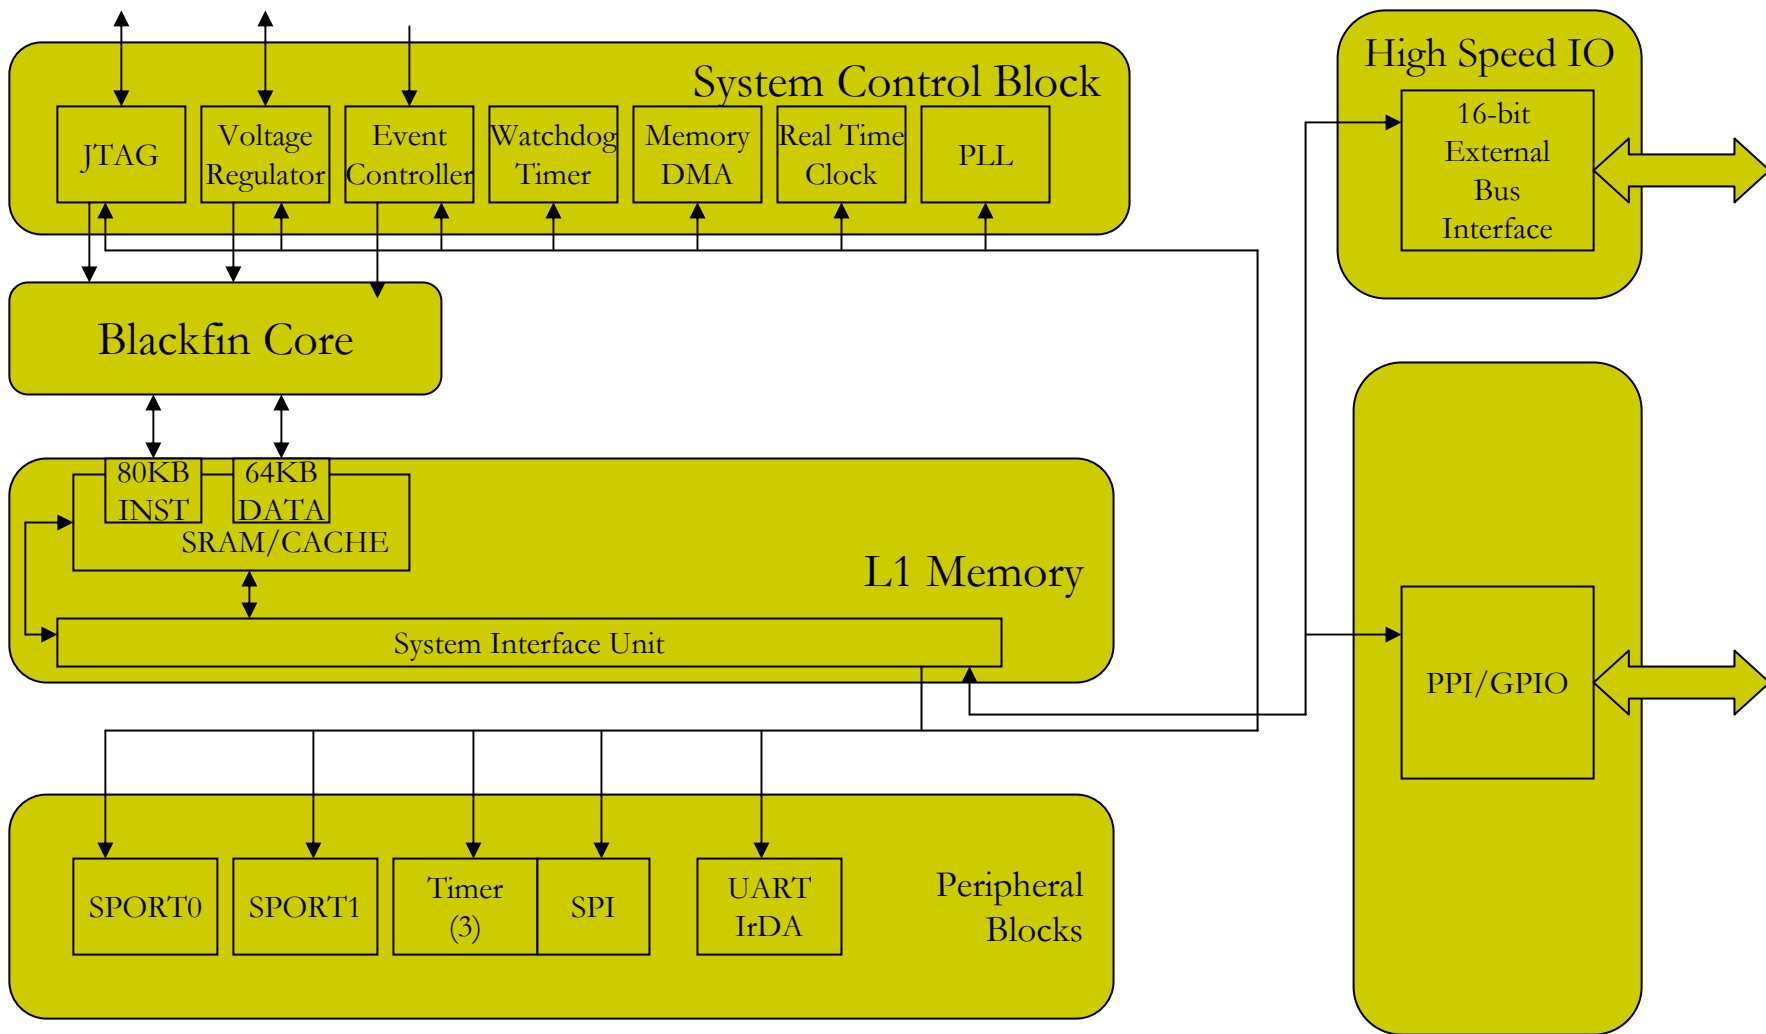 System Control Block
JTAG
Voltage
Regulator
Event
Controller
Watchdog
Timer
Memory
DMA
Real Time
Clock
PLL
High Speed IO
16-bit
External
Bus
Interface
Blackfin Core
80KB
INST
64KB
DATA
SRAM/CACHE
L1 Memory
System Interface Unit
PPI/GPIO
SPORT0
SPORT1
Timer
(3)
SPI
UART
IrDA
Peripheral
Blocks